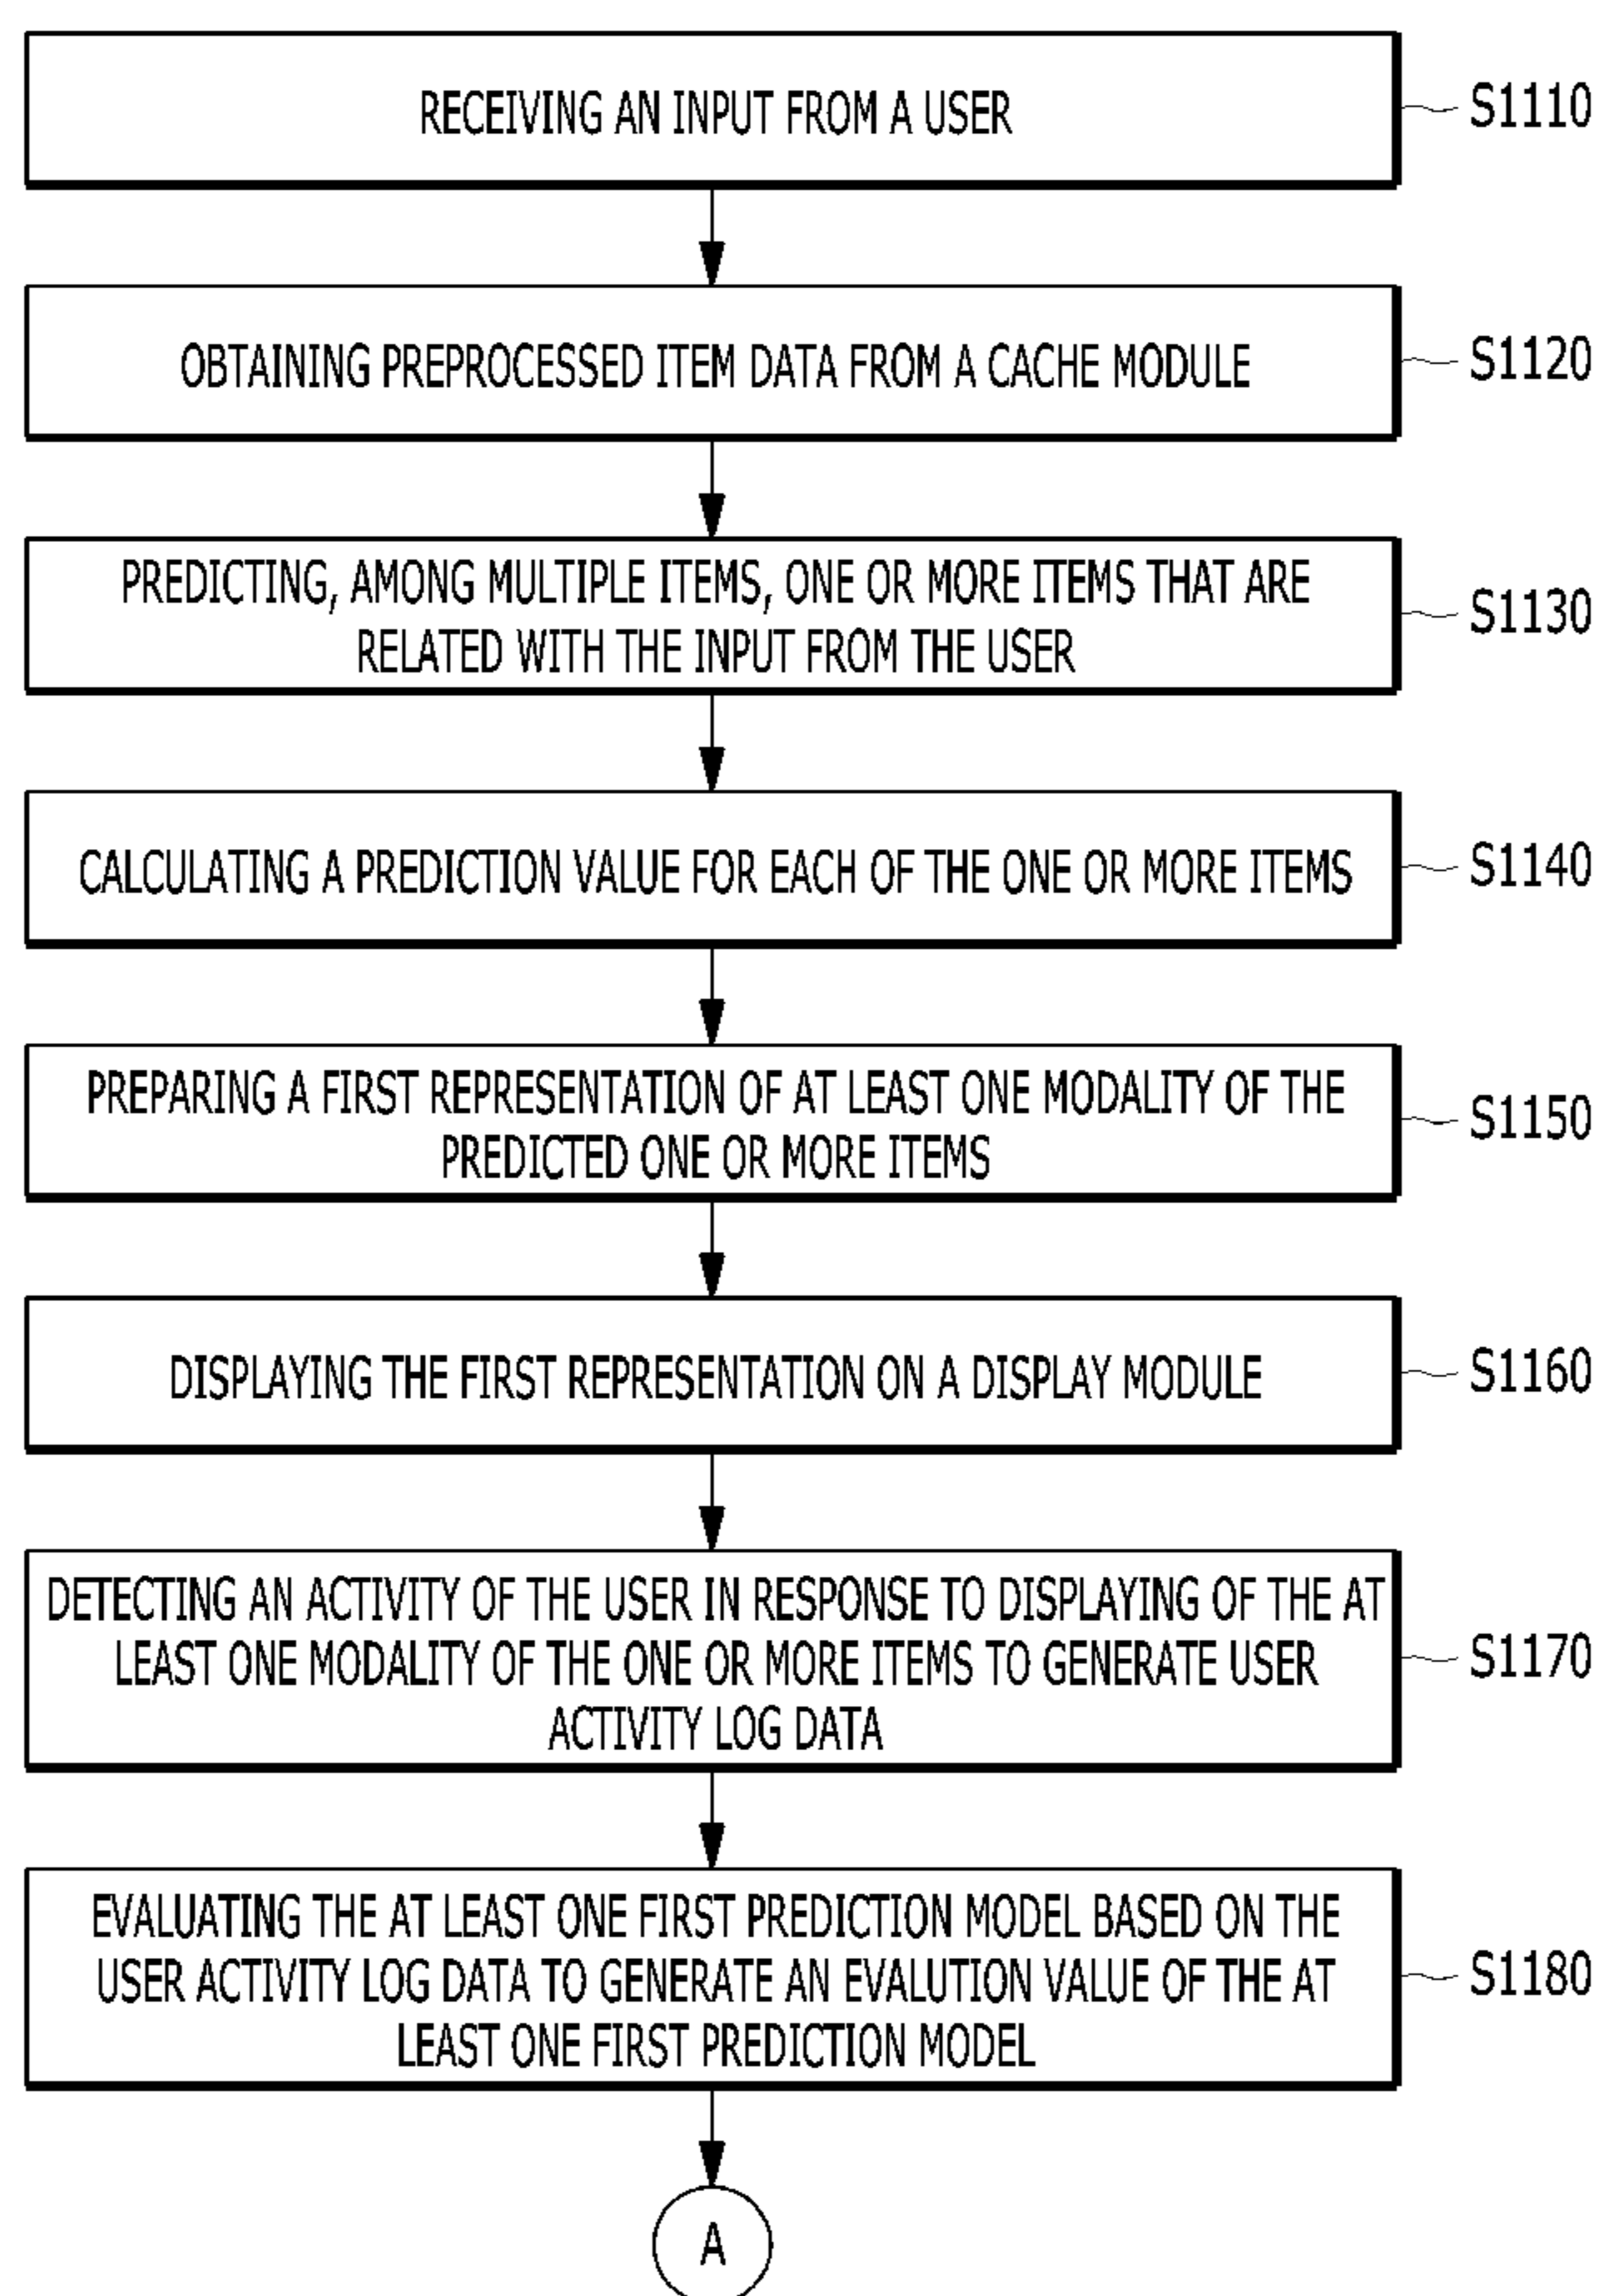 RECEIVING AN INPUT FROM A USER
S1110
OBTAINING PREPROCESSED ITEM DATA FROM A CACHE MODULE
S1120
PREDICTING, AMONG MULTIPLE ITEMS, ONE OR MORE ITEMS THAT ARE
RELATED WITH THE INPUT FROM THE USER
S1130
CALCULATING A PREDICTION VALUE FOR EACH OF THE ONE OR MORE ITEMS
S1140
PREPARING A FIRST REPRESENTATION OF AT LEAST ONE MODALITY OF THE
PREDICTED ONE OR MORE ITEMS
S1150
DISPLAYING THE FIRST REPRESENTATION ON A DISPLAY MODULE
S1160
DETECTING AN ACTIVITY OF THE USER IN RESPONSE TO DISPLAYING OF THE AT
LEAST ONE MODALITY OF THE ONE OR MORE ITEMS TO GENERATE USER
ACTIVITY LOG DATA
S1170
EVALUATING THE AT LEAST ONE FIRST PREDICTION MODEL BASED ON THE
USER ACTIVITY LOG DATA TO GENERATE AN EVALUTION VALUE OF THE AT
LEAST ONE FIRST PREDICTION MODEL
S1180
A